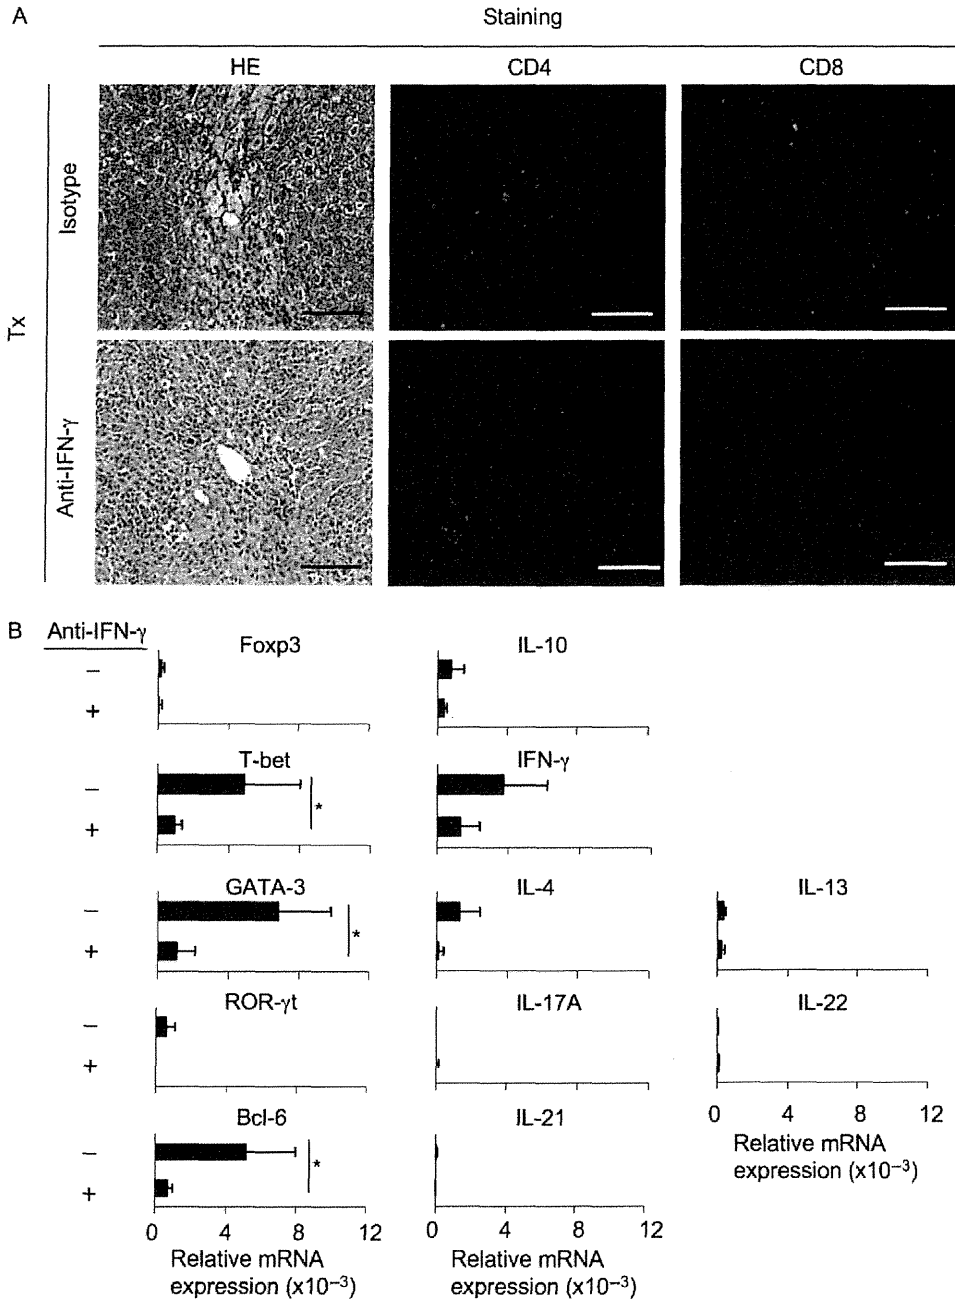 A
Staining
HE CD4 CD8
Tx
Isotype
Anti-IFN-γ
B Anti-IFN-γ
Foxp3 IL-10
−
+
T-bet IFN-γ
−
*
+
GATA-3 IL-4 IL-13
−
*
+
ROR-γt IL-17A IL-22
−
+
0 4 8 12
Bcl-6 IL-21
−
*
+
Relative mRNA
expression (x10−3)
0 4 8 12 0 4 8 12
Relative mRNA Relative mRNA
expression (x10−3) expression (x10−3)